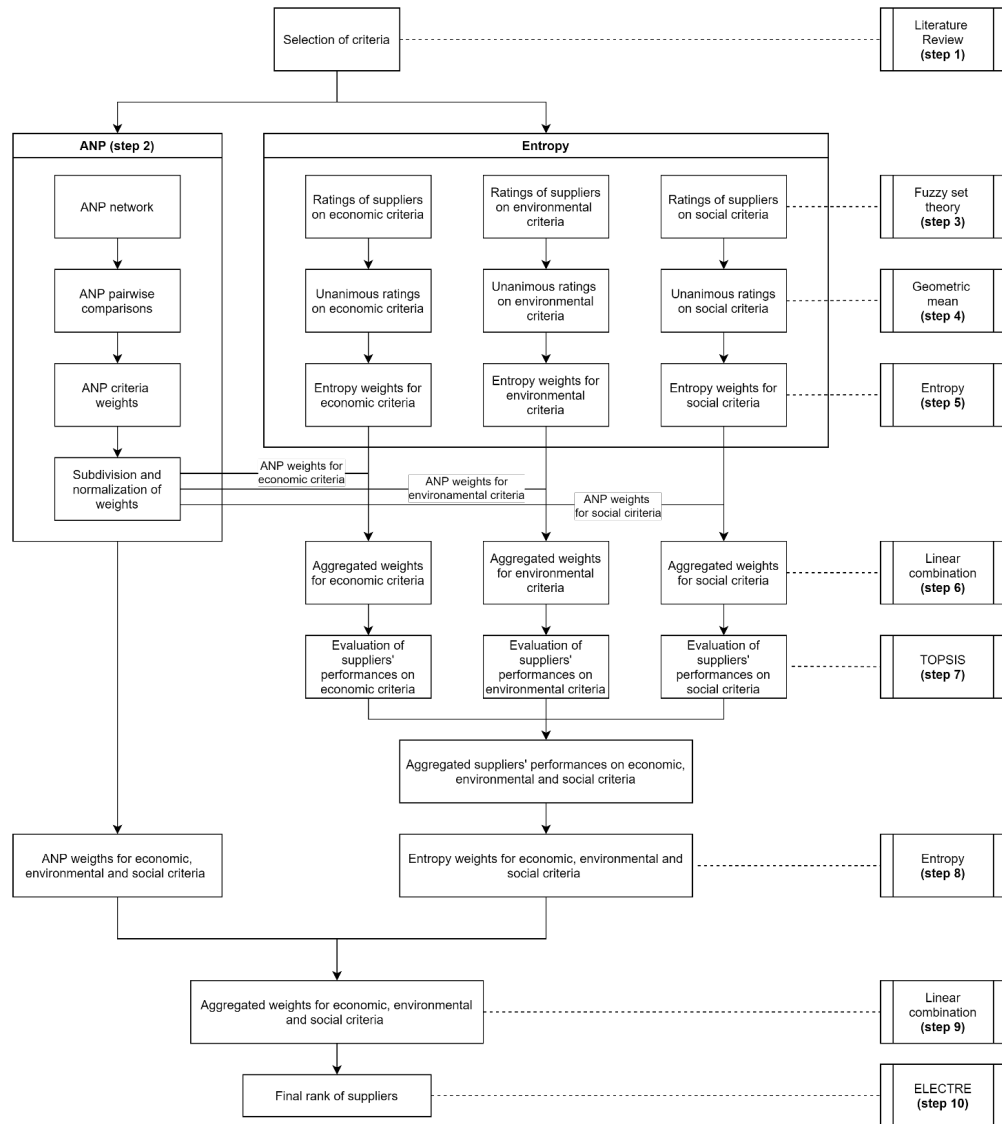 Selection of criteria
Literature
Review
(step 1)
ANP (step 2)
Entropy
ANP network
Ratings of suppliers
on economic criteria
Ratings of suppliers
on environmental
criteria
Ratings of suppliers
on social criteria
Fuzzy set
theory
(step 3)
ANP pairwise
comparisons
Unanimous ratings
on economic criteria
Unanimous ratings
on environmental
criteria
Unanimous ratings
on social criteria
Geometric
mean
(step 4)
ANP criteria
weights
Entropy weights for
economic criteria
Entropy weights for
environmental
criteria
Entropy weights for
social criteria
Entropy
(step 5)
Subdivision and
normalization of
weights
ANP weights for
economic criteria
ANP weights for
environamental criteria
ANP weights
for social ciriteria
Aggregated weights
for economic criteria
Aggregated weights
for environmental
criteria
Aggregated weights
for social criteria
Linear
combination
(step 6)
Evaluation of
suppliers'
performances on
economic criteria
Evaluation of
suppliers'
performances on
environmental criteria
Evaluation of
suppliers'
performances on
social criteria
TOPSIS
(step 7)
Aggregated suppliers' performances on economic,
environmental and social criteria
ANP weigths for economic,
environmental and social criteria
Entropy weights for economic, environmental and
social criteria
Entropy
(step 8)
Aggregated weights for economic, environmental
and social criteria
Linear
combination
(step 9)
Final rank of suppliers
ELECTRE
(step 10)